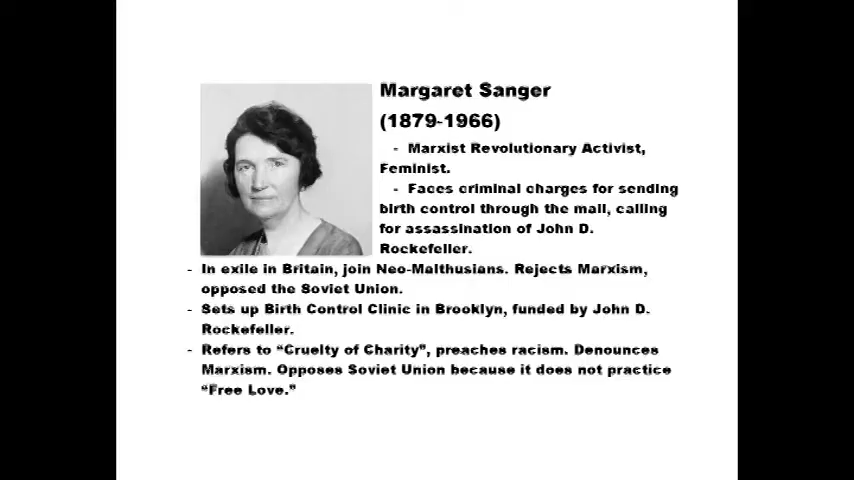 Margaret Sanger
(1879-1966)
- Marxist Revolutionary Activist,
Feminist.
- Faces criminal charges for sending
birth control through the mail, calling
for assassination of John D.
Rockefeller.
- In exile in Britain, join Neo-Malthusians. Rejects Marxism,
opposed the Soviet Union.
- Sets up Birth Control Clinic in Brooklyn, funded by John D.
Rockefeller.
- Refers to “Cruelty of Charity”, preaches racism. Denounces
Marxism. Opposes Soviet Union because it does not practice
“Free Love.”